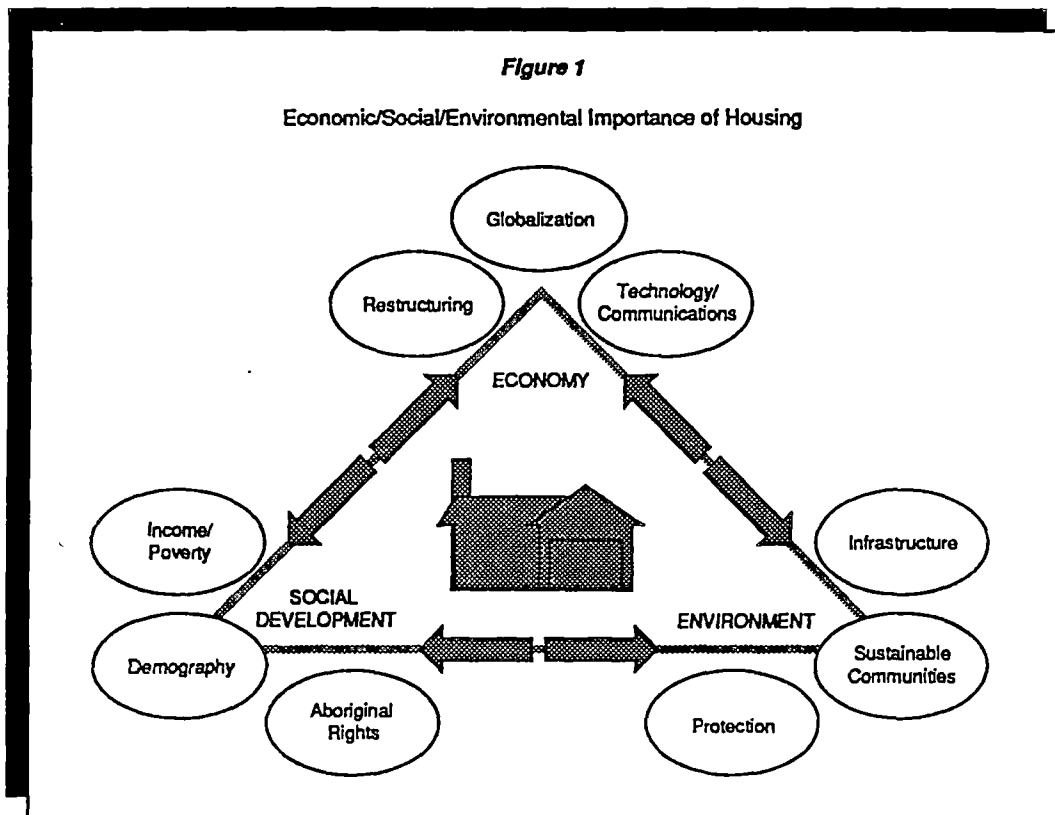 Figure 1
Economic/Social/Environmental Importance of Housing
Globalization
Restructuring
Technology/
Communications
ECONOMY
Income/
Poverty
Infrastructure
SOCIAL
DEVELOPMENT
ENVIRONMENT
Demography
Sustainable
Communities
Aboriginal
Rights
Protection